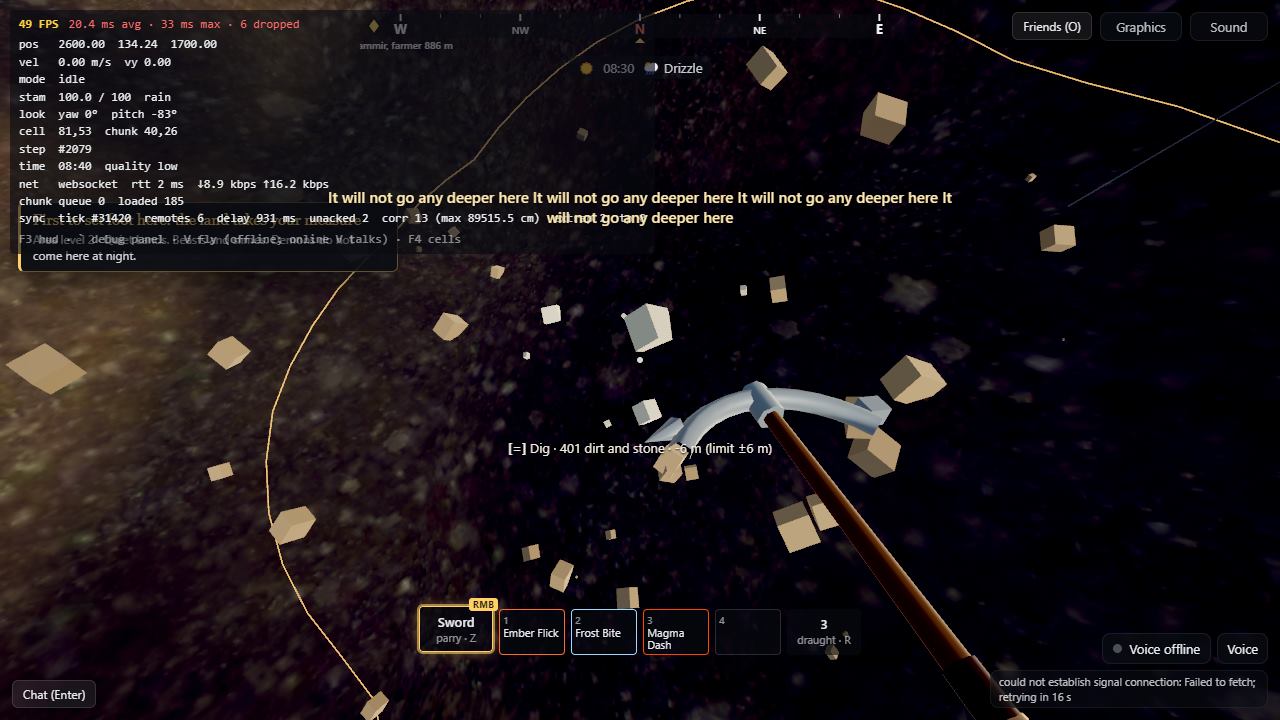 49 FPS 20.4 ms avg · 33 ms max · 6 dropped
pos 2600.00 134.24 1700.00
vel 0.00 m/s vy 0.00
mode idle
stam 100.0 / 100 rain
look yaw 0° pitch -83°
cell 81,53 chunk 40,26
step #2079
time 08:40 quality low
net websocket rtt 2 ms ↓8.9 kbps ↑16.2 kbps
chunk queue 0 loaded 185
sync tick #31420 remotes 6 delay 931 ms unacked 2 corr 13 (max 89515.5 cm)
F3 hud · ` debug panel · V fly (offline; online V talks) · F4 cells
come here at night.
W NW N NE E
ammir, farmer 886 m
08:30 Drizzle
Friends (O) Graphics Sound
It will not go any deeper here It will not go any deeper here It will not go any deeper here It
will not go any deeper here
[=] Dig · 401 dirt and stone · -6 m (limit ±6 m)
RMB
Sword
parry · Z
1
Ember Flick
2
Frost Bite
3
Magma
Dash
4
3
draught · R
Chat (Enter)
Voice offline Voice
could not establish signal connection: Failed to fetch;
retrying in 16 s